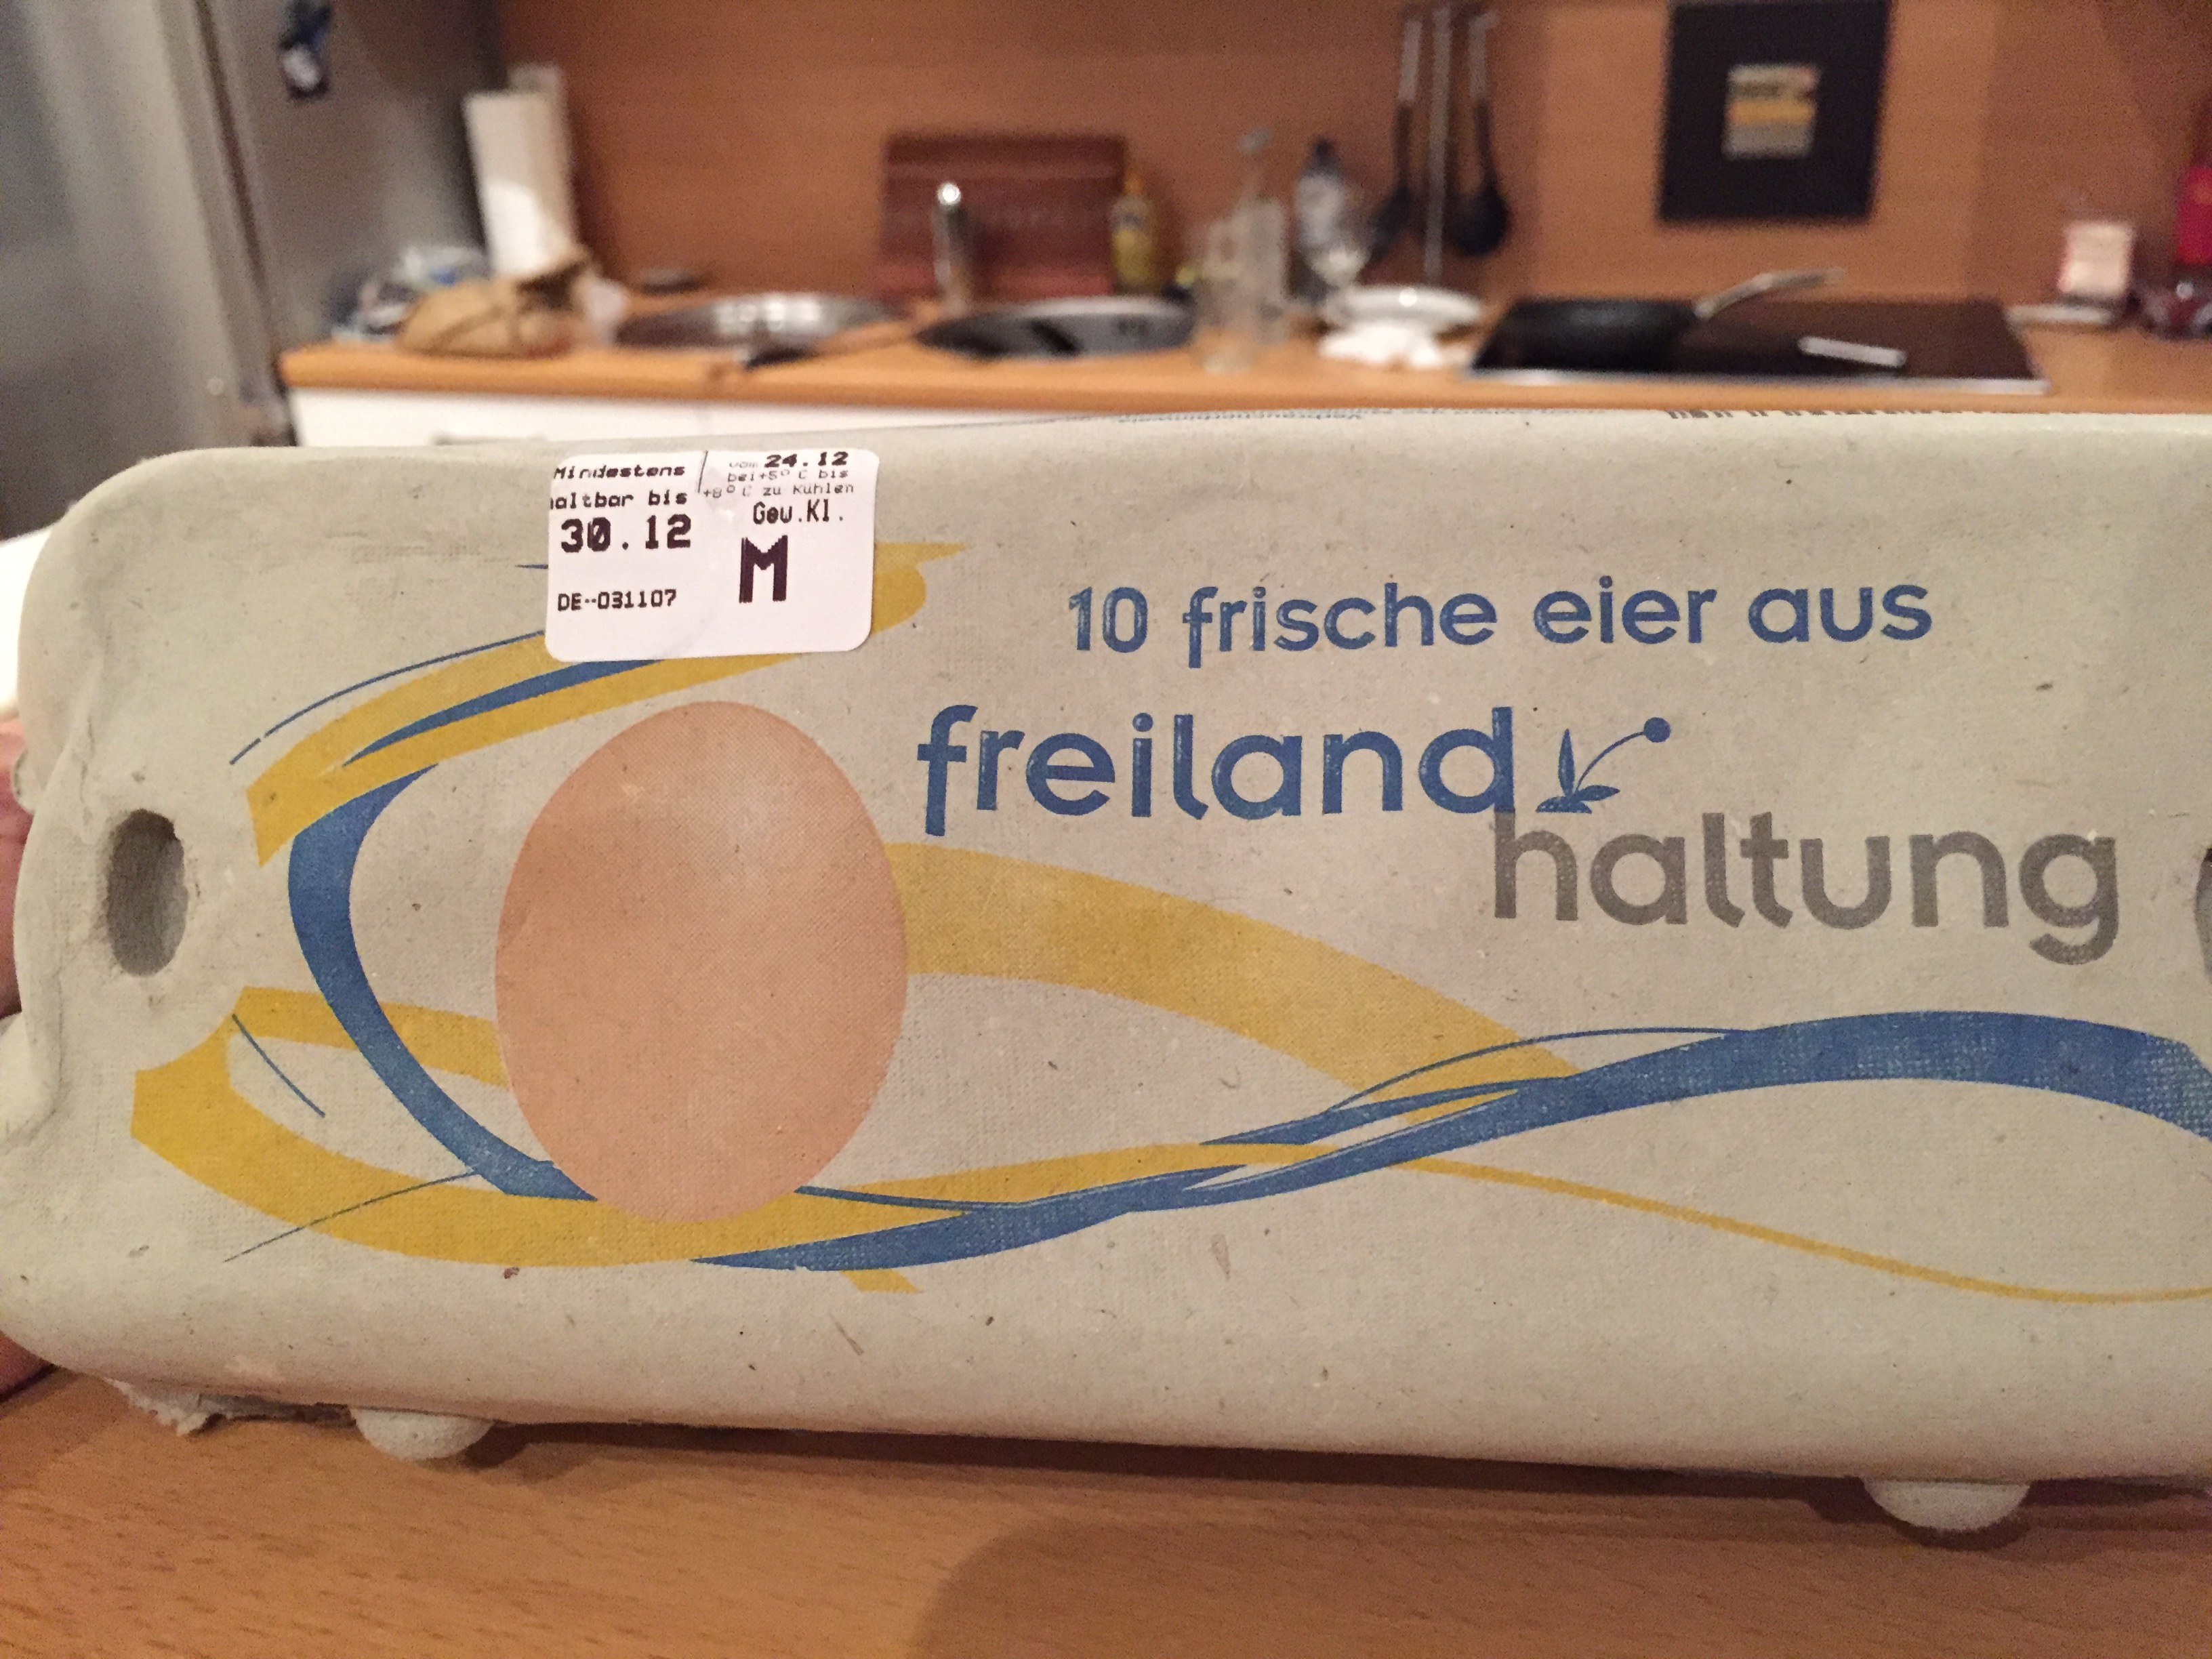 Mindestens
haltbar bis
30.12
DE-031107
vom 24.12
bei +5° C bis
+8° C zu Kühlen
Gew.Kl.
M
10 frische eier aus
freiland
haltung